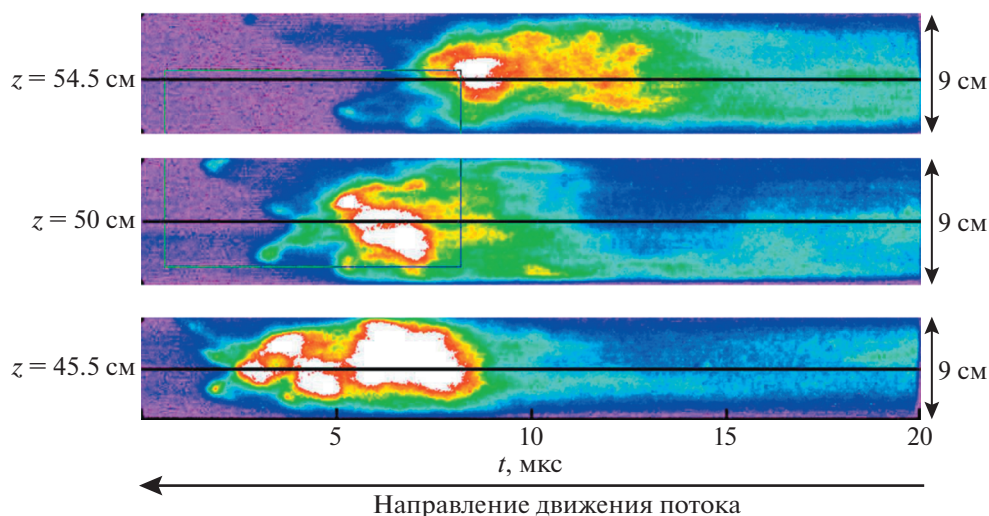 z = 54.5 см
9 см
z = 50 см
9 см
z = 45.5 см
9 см
5 10 15 20
t, мкс
Направление движения потока